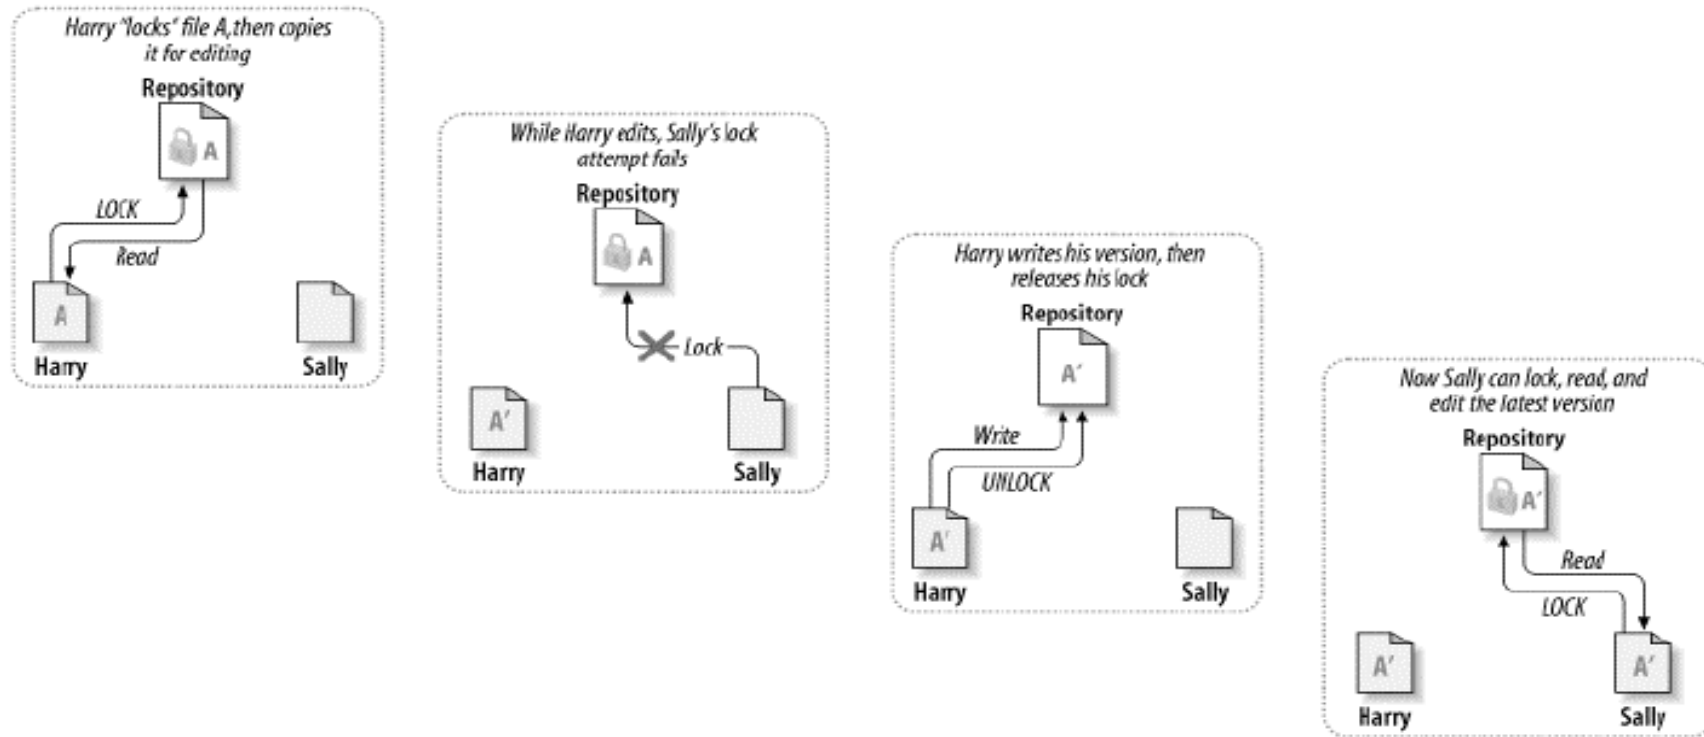 Harry "locks" file A, then copies
it for editing
Repository
A
LOCK
Read
A
Harry
Sally
While Harry edits, Sally's lock
attempt fails
Repository
A
Lock
A'
Harry
Sally
Harry writes his version, then
releases his lock
Repository
A'
Write
UNLOCK
A'
Harry
Sally
Now Sally can lock, read, and
edit the latest version
Repository
A'
Read
LOCK
A'
Harry
A'
Sally